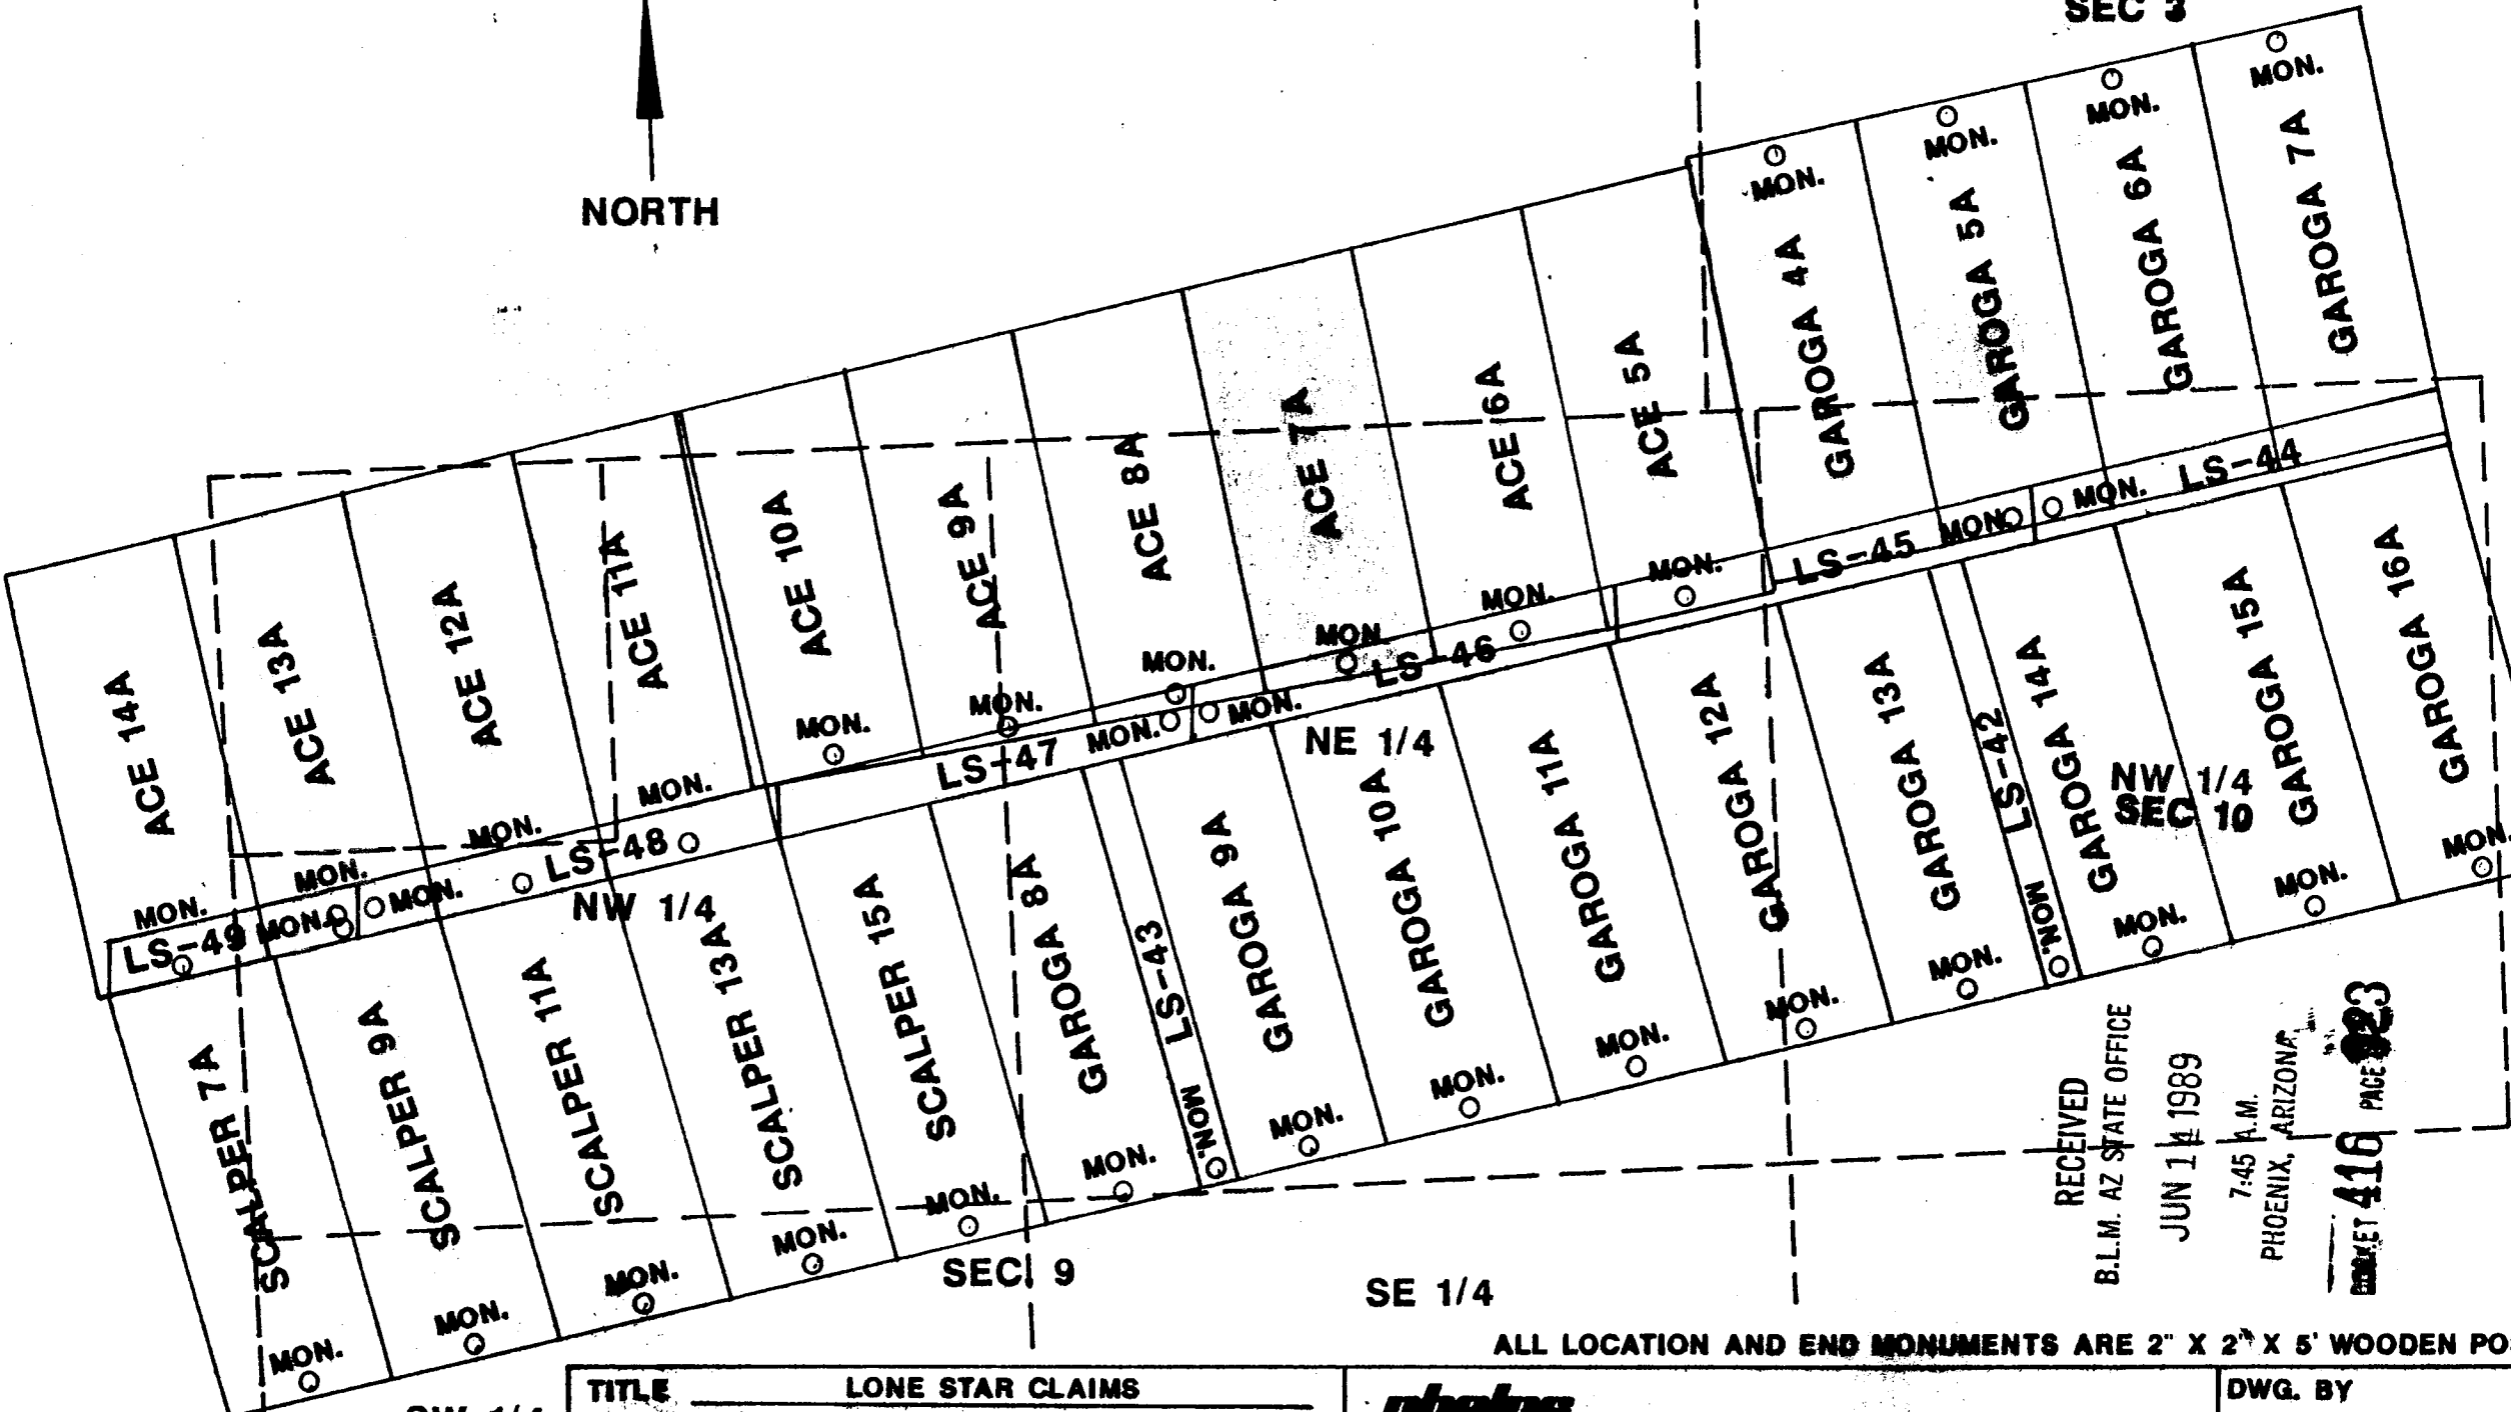 SEC 3
NORTH
MON.
MON.
MON.
MON.
GAROGA 4A
GAROGA 5A
GAROGA 6A
GAROGA 7A
ACE 14A
ACE 13A
ACE 12A
ACE 11A
ACE 10A
ACE 9A
ACE 8A
ACE 7A
ACE 6A
ACE 5A
MON.
MON.
MON.
MON.
MON.
MON.
MON.
MON.
MON.
MON.
LS-49
MON.
MON.
LS-48
LS-47
MON.
MON.
LS-46
LS-45
MON.
MON.
LS-44
NW 1/4
NE 1/4
NW 1/4
SEC 10
SCALPER 7A
SCALPER 9A
SCALPER 11A
SCALPER 13A
SCALPER 15A
GAROGA 8A
LS-43
MON.
GAROGA 9A
GAROGA 10A
GAROGA 11A
GAROGA 12A
GAROGA 13A
LS-42
MON.
GAROGA 14A
GAROGA 15A
GAROGA 16A
MON.
MON.
MON.
MON.
MON.
MON.
MON.
MON.
MON.
MON.
MON.
MON.
MON.
MON.
SEC. 9
SE 1/4
RECEIVED
B.L.M. AZ STATE OFFICE
JUN 1 1989
7:45 A.M.
PHOENIX, ARIZONA
416 PAGE
ALL LOCATION AND END MONUMENTS ARE 2" X 2" X 5' WOODEN
TITLE LONE STAR CLAIMS
DWG. BY